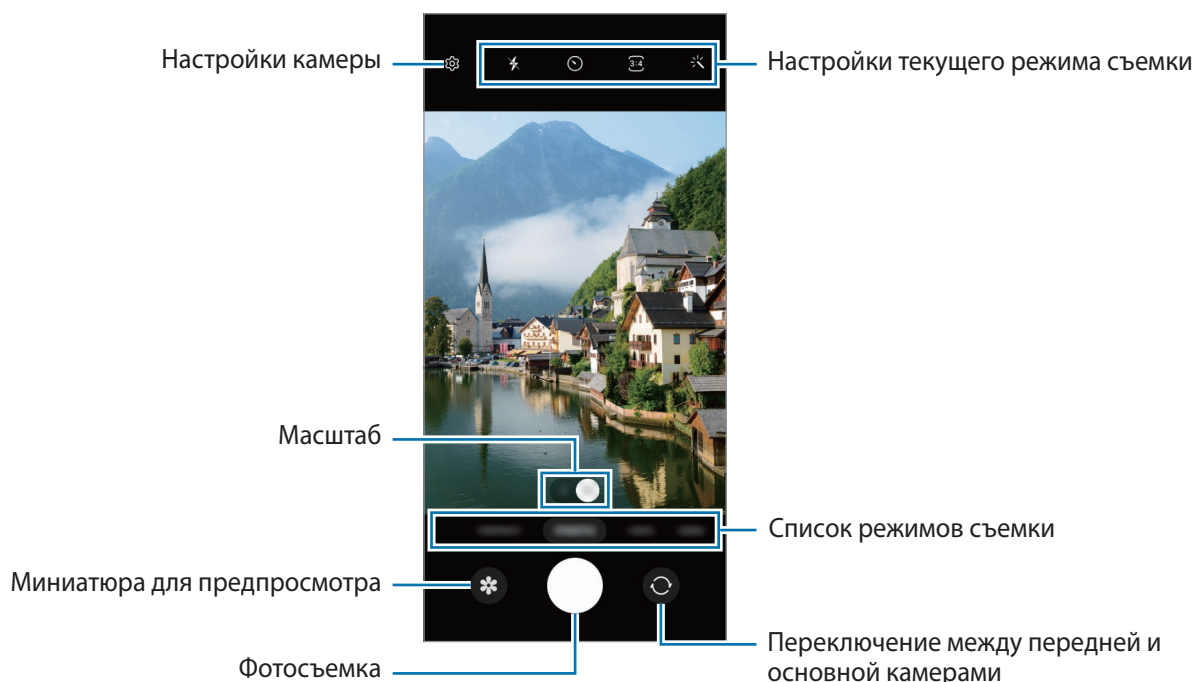 Настройки камеры
3:4
Настройки текущего режима съемки
Масштаб
Список режимов съемки
Миниатюра для предпросмотра
Фотосъемка
Переключение между передней и
основной камерами